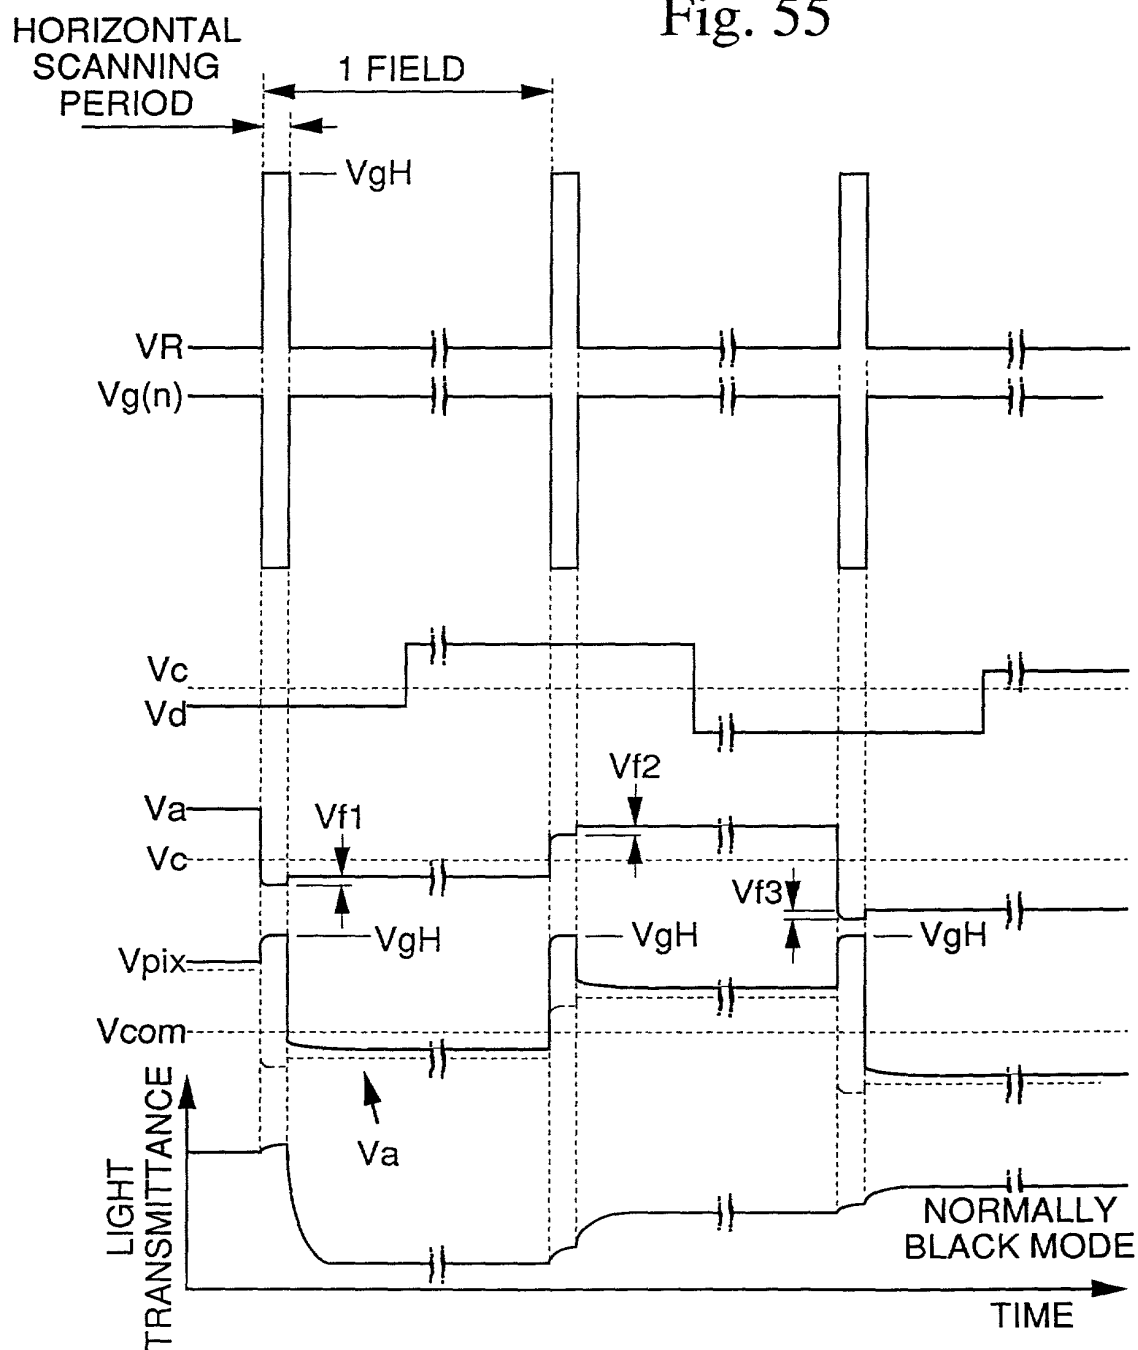 Fig. 55
HORIZONTAL
SCANNING
PERIOD
1 FIELD
VgH
VR
Vg(n)
Vc
Vd
Vf2
Va
Vf1
Vc
Vf3
VgH
VgH
VgH
Vpix
Vcom
Va
LIGHT
TRANSMITTANCE
NORMALLY
BLACK MODE
TIME